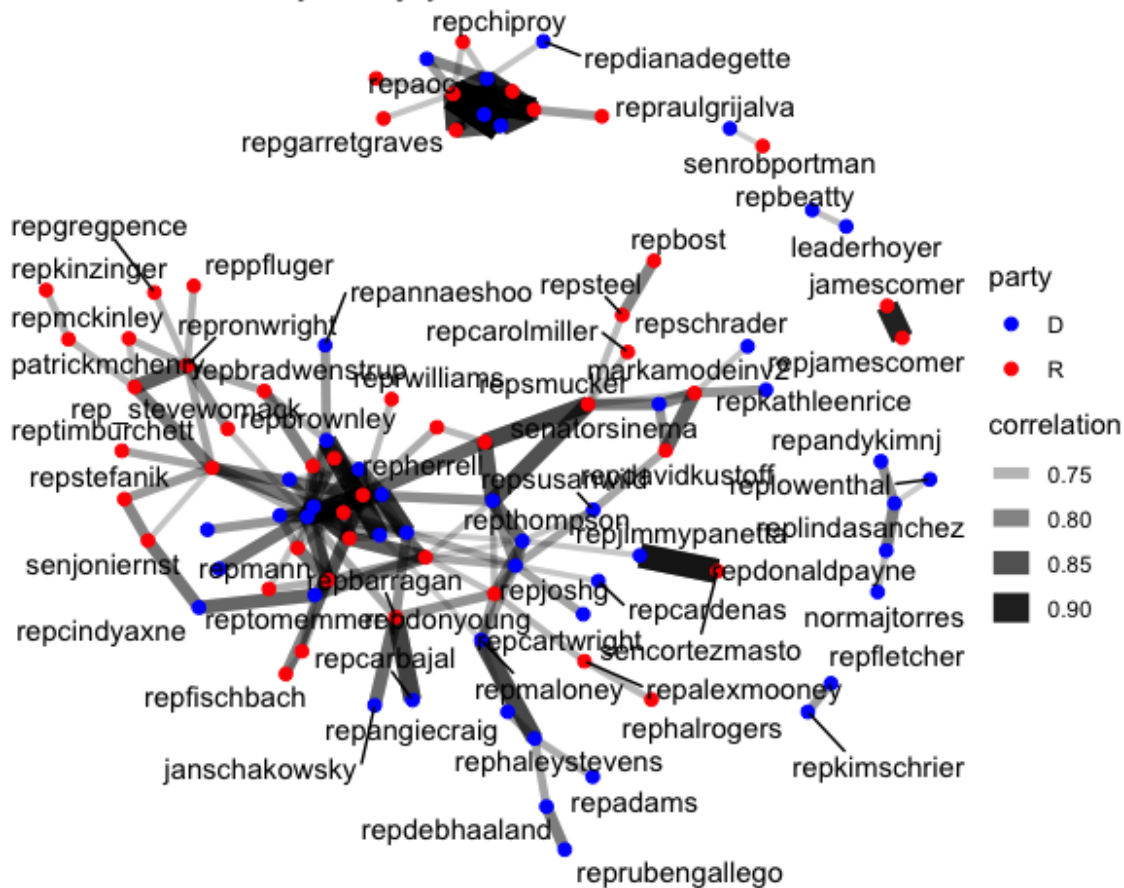 repchiproy
repdianadegette
repaoc
repraulgrijalva
repgarretgraves
senrobportman
repbeatty
leaderhoyer
repgregpence
repbost
repkinzinger
reppfluger
repsteel
jamescomer
party
repannaeshoo
D
repmckinley
repronwright
repcarolmiller
repschrader
R
patrickmchenry
repbradwenstrup
reprwilliams
repsmucker
markamodeinv2
repjamescomer
rep_stevewomack
repbrownley
senatorsinema
repkathleenrice
correlation
reptimburchett
repandykimnj
0.75
repstefanik
repherrell
repsusanwild
repdavidkustoff
replowenthal
0.80
repthompson
repjimmypanetta
replindasanchez
0.85
senjoniernst
repmann
repbarragan
repjoshg
repdonaldpayne
0.90
repcardenas
normajtorres
repcindyaxne
reptomemmer
repdonyoung
repcartwright
sencortezmasto
repfletcher
repcarbajal
repfischbach
repmaloney
repalexmooney
repangiecraig
rephalrogers
janschakowsky
rephaleystevens
repkimschrier
repadams
repdebhaaland
reprubengallego